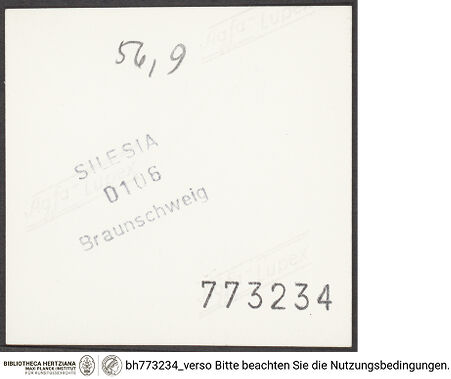 Agfa-Lupex
56,9
SILESIA
D106
Braunschweig
Agfa-Lupex
Agfa-Lupex
773234
BIBLIOTHECA HERTZIANA
MAX-PLANCK-INSTITUT
FÜR KUNSTGESCHICHTE
bh773234_verso Bitte beachten Sie die Nutzungsbedingungen.